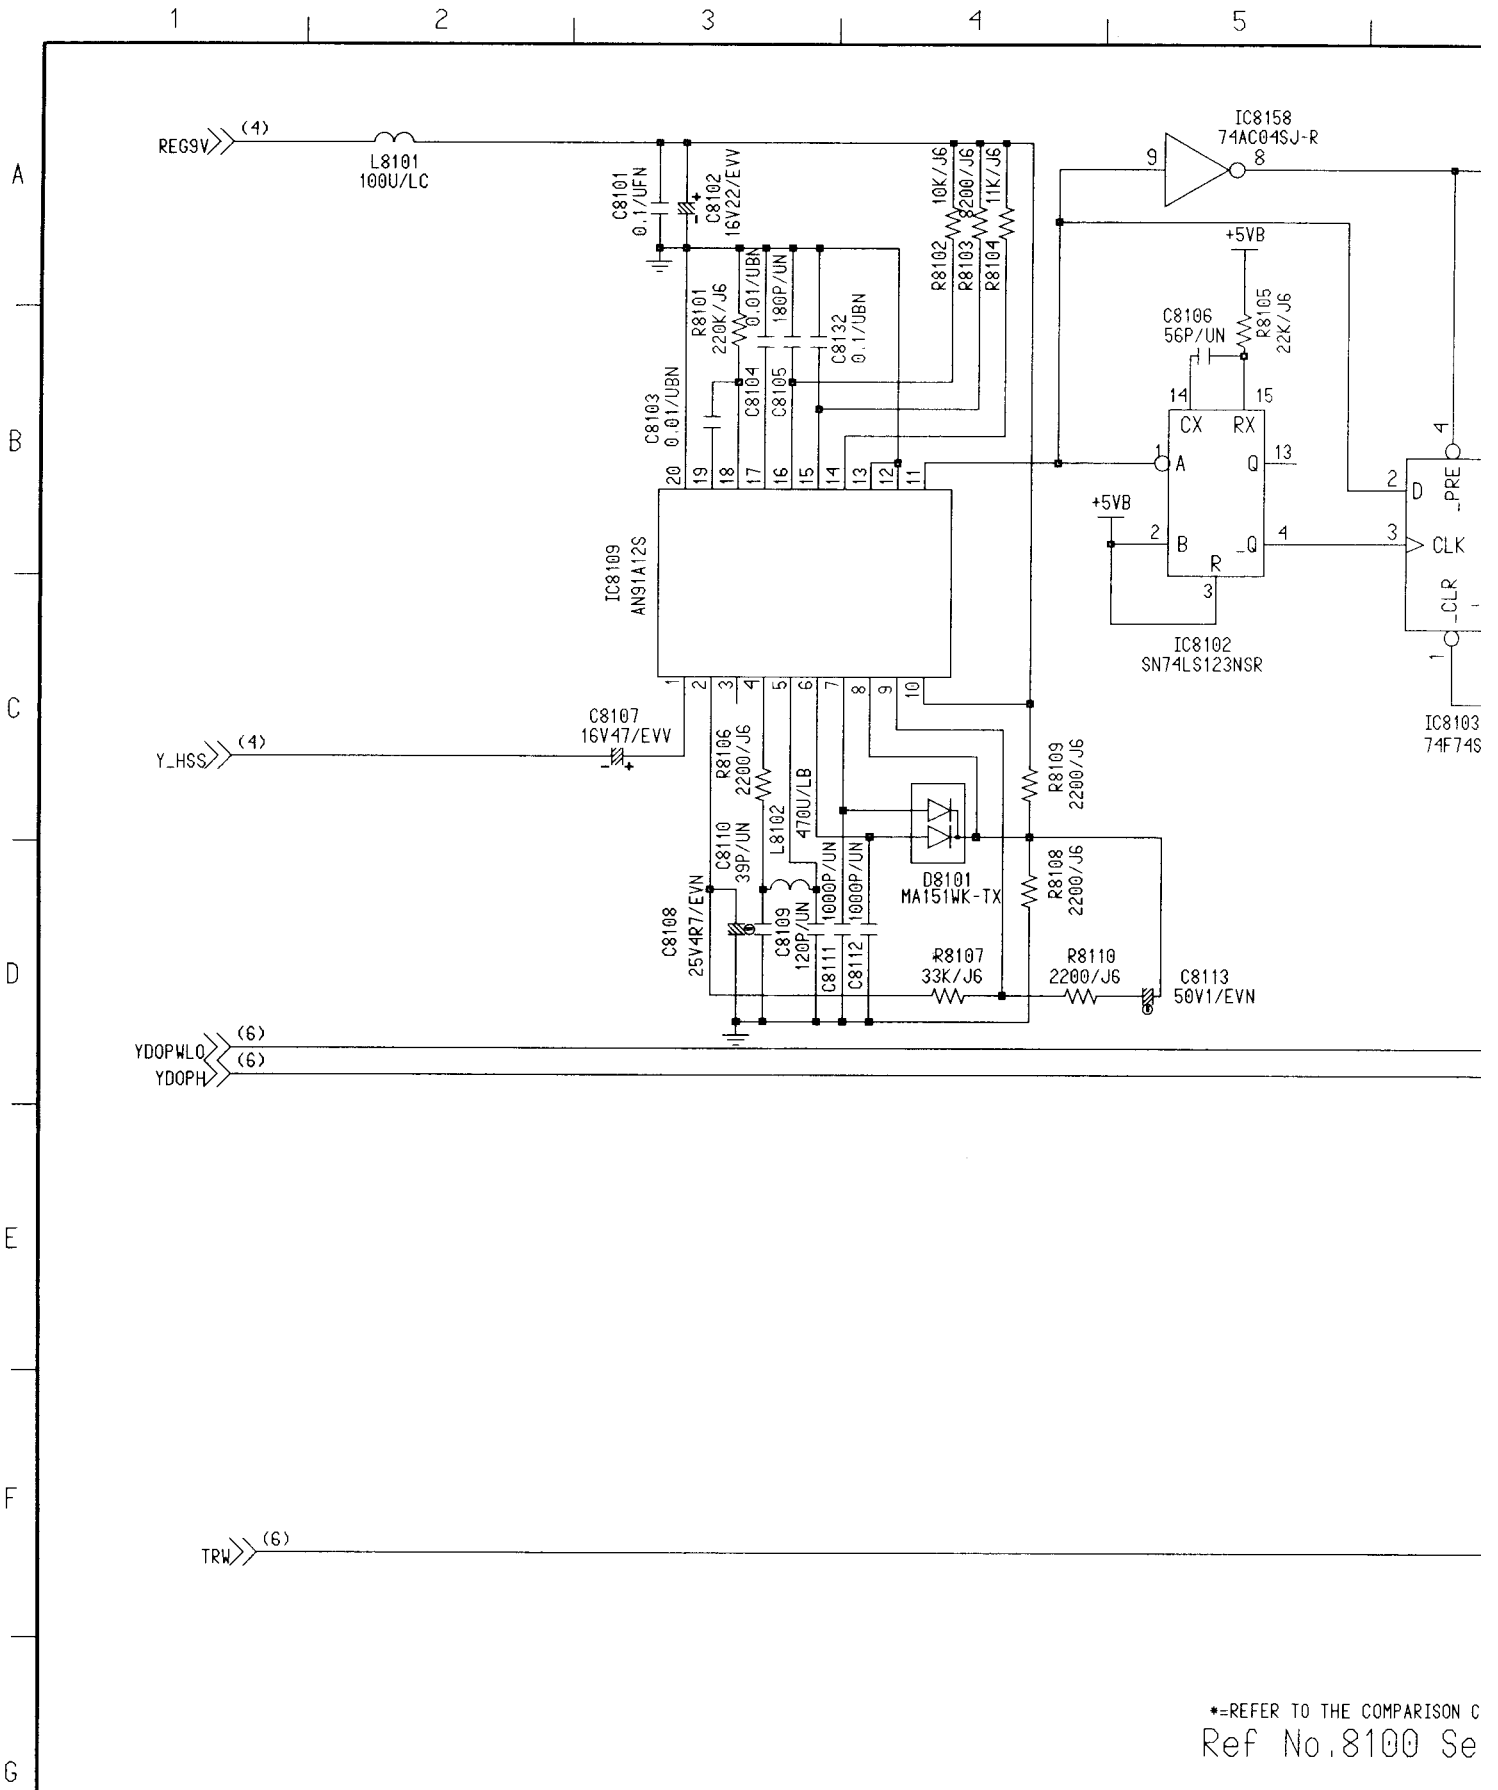 1 2 3 4 5
A
B
C
D
E
F
G
REG9V (4)
L8101
100U/LC
C8101
0.1/UFN
C8102
16V22/EVV
+
-
10K/J6
8200/J6
11K/J6
R8102
R8103
R8104
IC8158
74AC04SJ-R
9 8
+5VB
R8101
220K/J6
0.01/UBN
180P/UN
C8132
0.1/UBN
C8104
C8105
C8103
0.01/UBN
C8106
56P/UN
R8105
22K/J6
14 15
CX RX
1 A Q 13
+5VB
2 B _Q 4
R
3
IC8102
SN74LS123NSR
4
_PRE
2 D
3 CLK
_CLR
1
IC8103
74F74S
20 19 18 17 16 15 14 13 12 11
IC8109
AN91A12S
1 2 3 4 5 6 7 8 9 10
Y_HSS (4)
C8107
16V47/EVV
- +
R8106
2200/J6
C8110
39P/UN
L8102
470U/LB
R8109
2200/J6
R8108
2200/J6
D8101
MA151WK-TX
C8108
25V4R7/EVN
C8109
120P/UN
C8111
1000P/UN
C8112
1000P/UN
R8107
33K/J6
R8110
2200/J6
C8113
50V1/EVN
YDOPWLO (6)
YDOPH (6)
TRW (6)
*=REFER TO THE COMPARISON C
Ref No.8100 Se